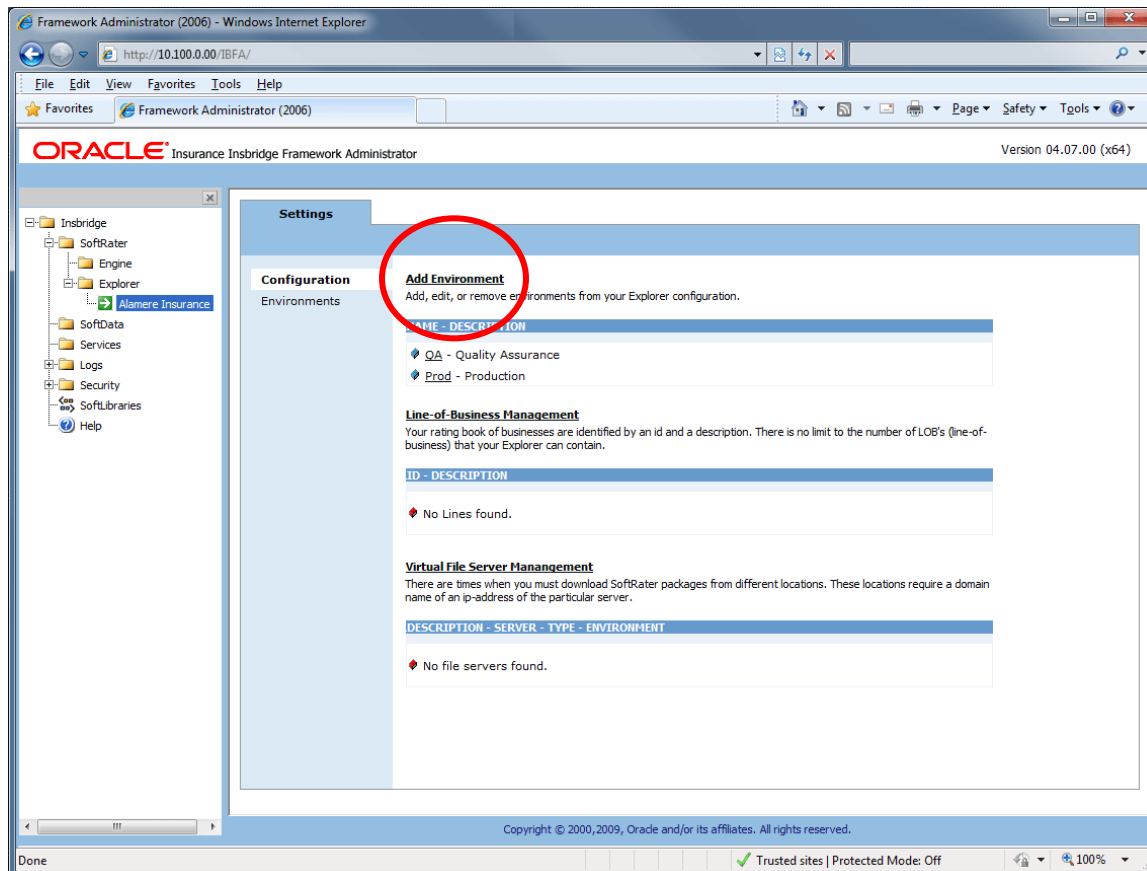 Framework Administrator (2006) - Windows Internet Explorer
http://10.100.0.00/IBFA/
File Edit View Favorites Tools Help
Favorites Framework Administrator (2006) Page Safety Tools
ORACLE Insurance Insbridge Framework Administrator Version 04.07.00 (x64)
Insbridge
SoftRater
Engine
Explorer
Alamere Insurance
SoftData
Services
Logs
Security
SoftLibraries
Help
Settings
Configuration
Environments
Add Environment
Add, edit, or remove environments from your Explorer configuration.
NAME - DESCRIPTION
QA - Quality Assurance
Prod - Production
Line-of-Business Management
Your rating book of businesses are identified by an id and a description. There is no limit to the number of LOB's (line-of-
business) that your Explorer can contain.
ID - DESCRIPTION
No Lines found.
Virtual File Server Manangement
There are times when you must download SoftRater packages from different locations. These locations require a domain
name of an ip-address of the particular server.
DESCRIPTION - SERVER - TYPE - ENVIRONMENT
No file servers found.
Copyright © 2000,2009, Oracle and/or its affiliates. All rights reserved.
Done Trusted sites | Protected Mode: Off 100%